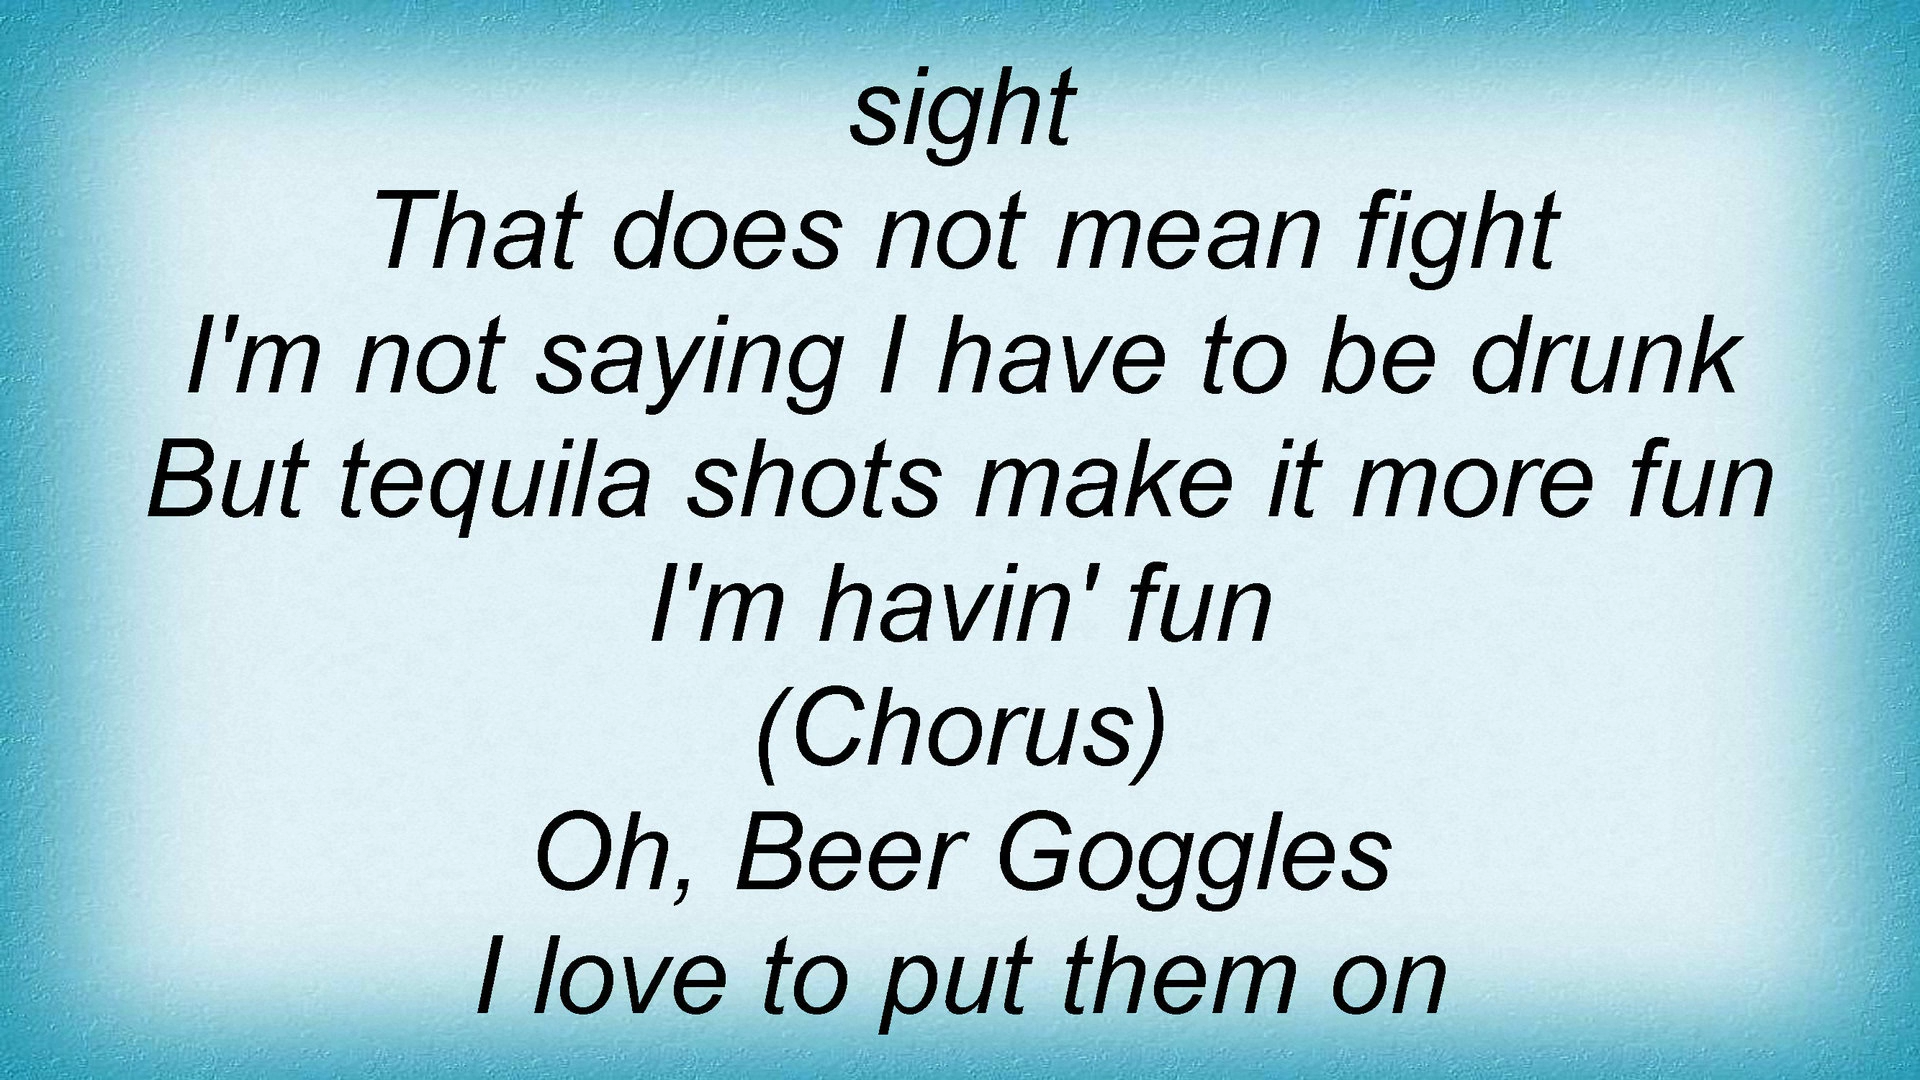 sight
That does not mean fight
I'm not saying I have to be drunk
But tequila shots make it more fun
I'm havin' fun
(Chorus)
Oh, Beer Goggles
I love to put them on